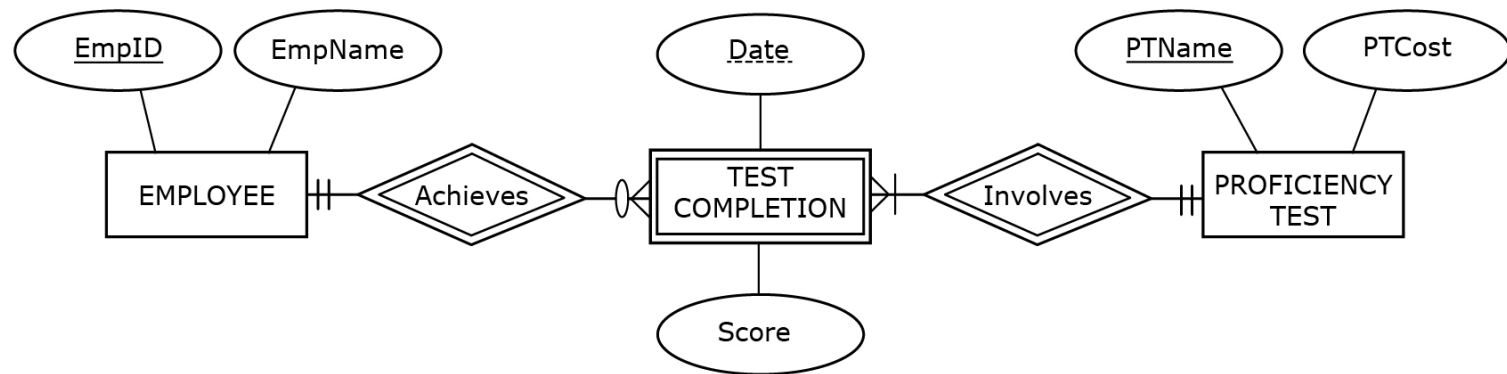 EmpID
EmpName
Date
PTName
PTCost
EMPLOYEE
Achieves
TEST
COMPLETION
Involves
PROFICIENCY
TEST
Score